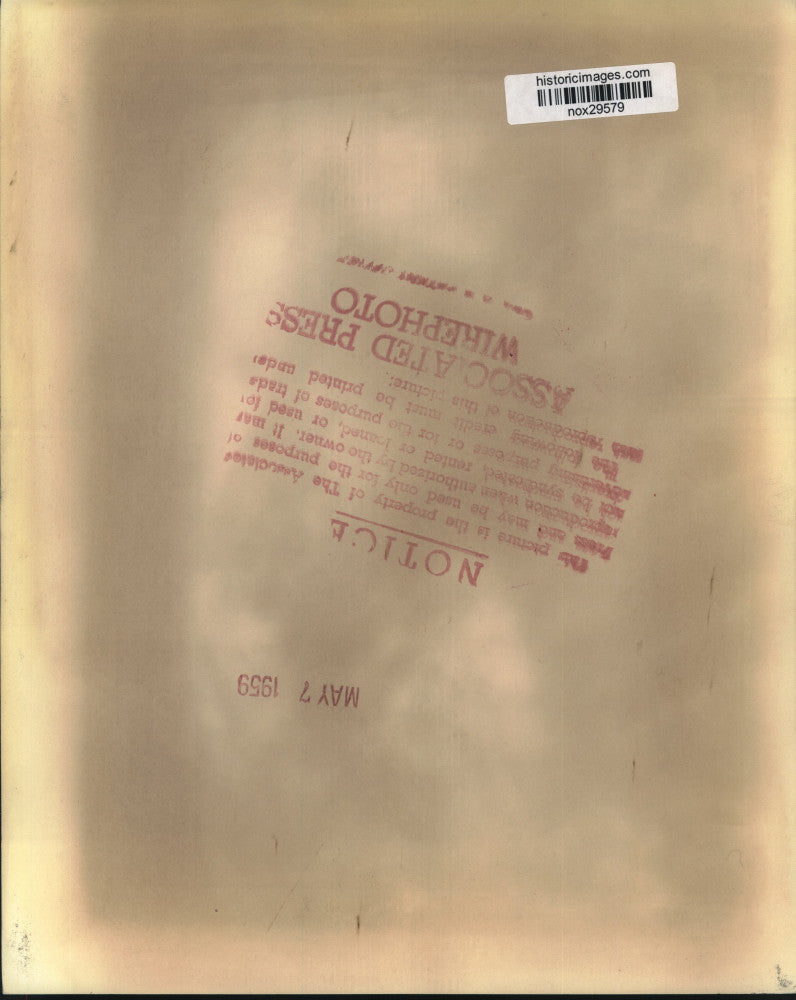 historicimages.com
nox29579
NOTICE
This picture is the property of The Associated
Press and may be used only for the purposes of
reproduction when authorized by the owner. It may
not be syndicated, rented or loaned, or used for
advertising purposes or for the purposes of trade
The following credit must be printed under
each reproduction of this picture:
ASSOCIATED PRESS
WIREPHOTO
MAY 7 1959